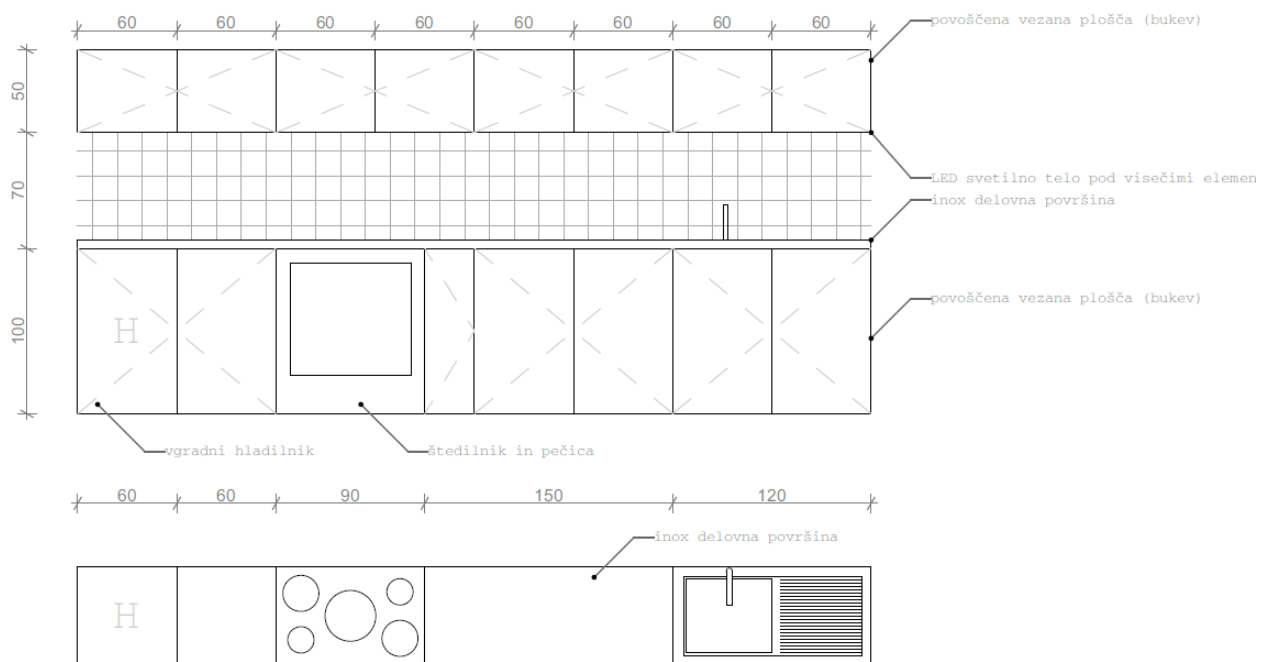 60 60 60 60 60 60 60 60
povoščena vezana plošča (bukev)
50
70
LED svetilno telo pod visečimi elemen
inox delovna površina
100
H
povoščena vezana plošča (bukev)
vgradni hladilnik
štedilnik in pečica
60 60 90 150 120
inox delovna površina
H